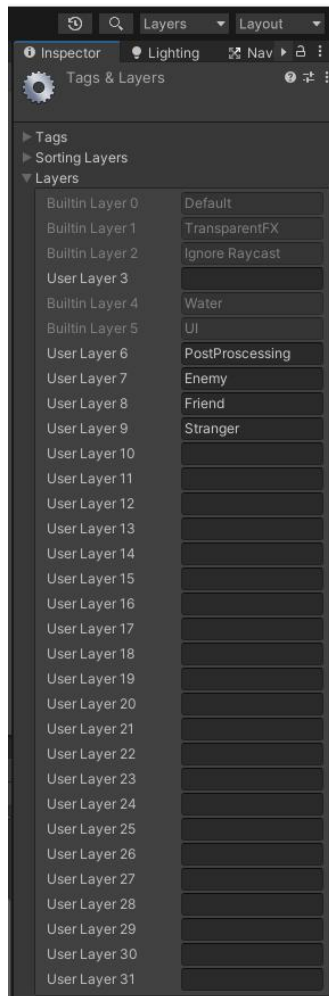 Layers Layout
Inspector Lighting Nav
Tags & Layers
Tags
Sorting Layers
Layers
Builtin Layer 0 Default
Builtin Layer 1 TransparentFX
Builtin Layer 2 Ignore Raycast
User Layer 3
Builtin Layer 4 Water
Builtin Layer 5 UI
User Layer 6 PostProscessing
User Layer 7 Enemy
User Layer 8 Friend
User Layer 9 Stranger
User Layer 10
User Layer 11
User Layer 12
User Layer 13
User Layer 14
User Layer 15
User Layer 16
User Layer 17
User Layer 18
User Layer 19
User Layer 20
User Layer 21
User Layer 22
User Layer 23
User Layer 24
User Layer 25
User Layer 26
User Layer 27
User Layer 28
User Layer 29
User Layer 30
User Layer 31